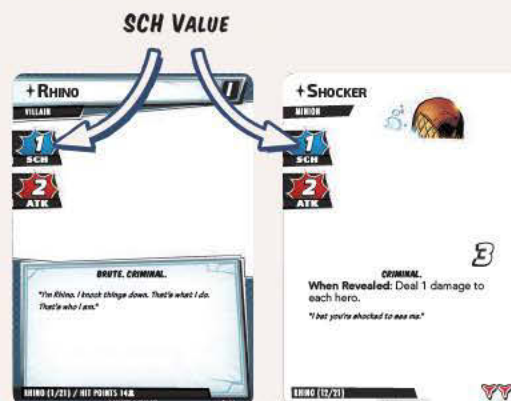 SCH VALUE
RHINO
I
VILLAIN
1
SCH
2
ATK
BRUTE. CRIMINAL.
"I'm Rhino. I knock things down. That's what I do.
That's who I am."
RHINO (1/21) / HIT POINTS 14
SHOCKER
MINION
1
SCH
2
ATK
3
CRIMINAL.
When Revealed: Deal 1 damage to
each hero.
"I bet you're shocked to see me."
RHINO (12/21)